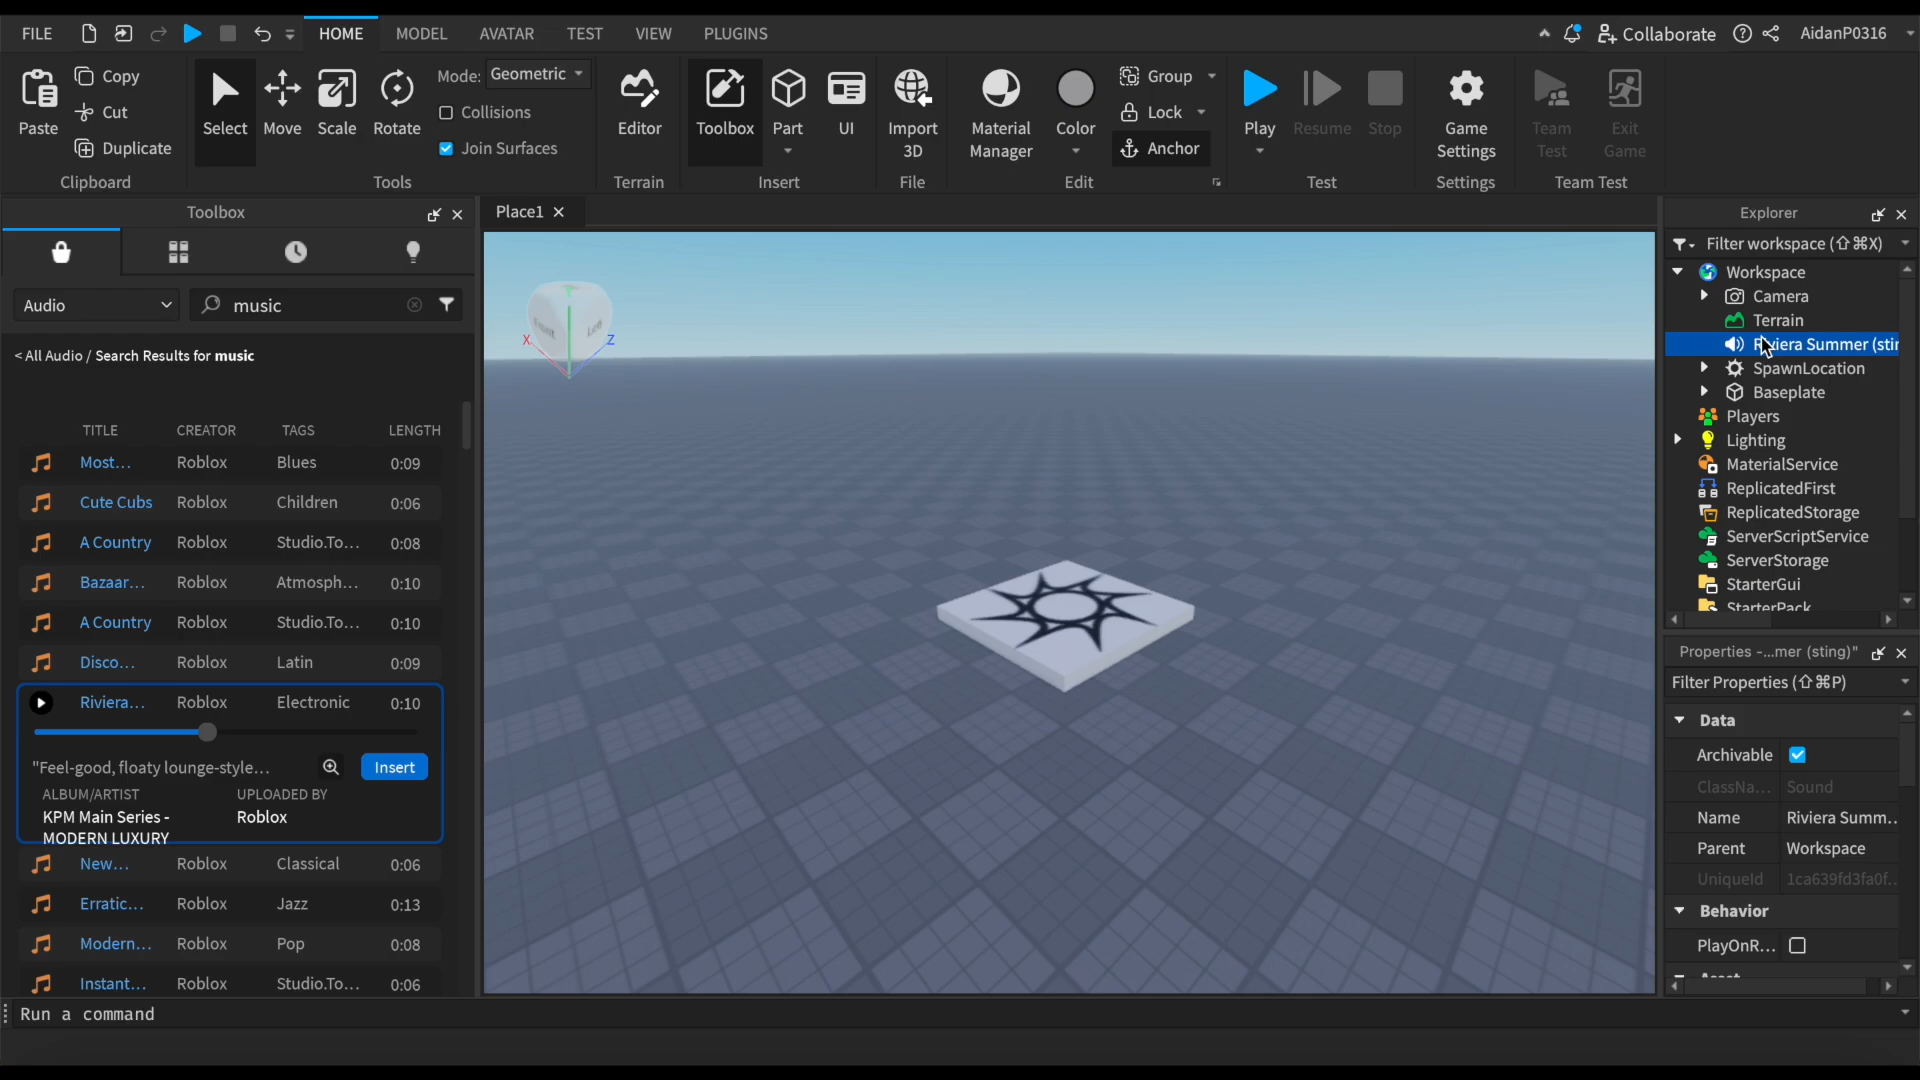 FILE
HOME
MODEL
AVATAR
TEST
VIEW
PLUGINS
Collaborate
AidanP0316
Paste
Copy
Cut
Duplicate
Clipboard
Select
Move
Scale
Rotate
Mode: Geometric
Collisions
Join Surfaces
Tools
Editor
Terrain
Toolbox
Part
UI
Insert
Import
3D
File
Material
Manager
Color
Group
Lock
Anchor
Edit
Play
Resume
Stop
Test
Game
Settings
Settings
Team
Test
Exit
Game
Team Test
Toolbox
Audio
music
< All Audio / Search Results for music
TITLE CREATOR TAGS LENGTH
Most... Roblox Blues 0:09
Cute Cubs Roblox Children 0:06
A Country Roblox Studio.To... 0:08
Bazaar... Roblox Atmosph... 0:10
A Country Roblox Studio.To... 0:10
Disco... Roblox Latin 0:09
Riviera... Roblox Electronic 0:10
"Feel-good, floaty lounge-style... Insert
ALBUM/ARTIST UPLOADED BY
KPM Main Series - Roblox
MODERN LUXURY
New... Roblox Classical 0:06
Erratic... Roblox Jazz 0:13
Modern... Roblox Pop 0:08
Instant... Roblox Studio.To... 0:06
Place1
X
Z
Front
Left
Explorer
Filter workspace (⇧⌘X)
Workspace
Camera
Terrain
Riviera Summer (stin
SpawnLocation
Baseplate
Players
Lighting
MaterialService
ReplicatedFirst
ReplicatedStorage
ServerScriptService
ServerStorage
StarterGui
StarterPack
Properties -...mer (sting)"
Filter Properties (⇧⌘P)
Data
Archivable
ClassNa... Sound
Name Riviera Summ...
Parent Workspace
UniqueId 1ca639fd3fa0f...
Behavior
PlayOnR...
Asset
Run a command